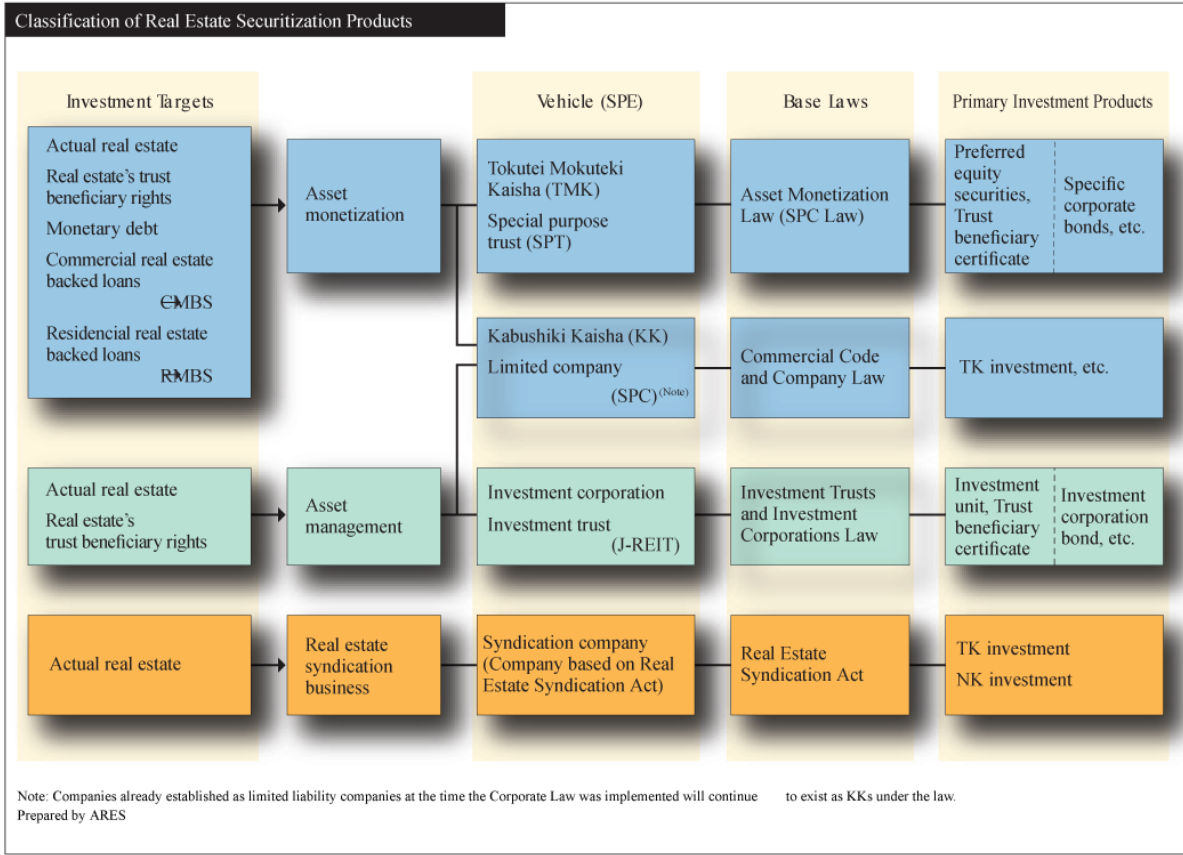 Classification of Real Estate Securitization Products
Investment Targets
Vehicle (SPE)
Base Laws
Primary Investment Products
Actual real estate
Real estate's trust
beneficiary rights
Monetary debt
Commercial real estate
backed loans
CMBS
Residencial real estate
backed loans
RMBS
Asset
monetization
Tokutei Mokuteki
Kaisha (TMK)
Special purpose
trust (SPT)
Asset Monetization
Law (SPC Law)
Preferred
equity
securities,
Trust
beneficiary
certificate
Specific
corporate
bonds, etc.
Kabushiki Kaisha (KK)
Limited company
(SPC) (Note)
Commercial Code
and Company Law
TK investment, etc.
Actual real estate
Real estate's
trust beneficiary rights
Asset
management
Investment corporation
Investment trust
(J-REIT)
Investment Trusts
and Investment
Corporations Law
Investment
unit, Trust
beneficiary
certificate
Investment
corporation
bond, etc.
Actual real estate
Real estate
syndication
business
Syndication company
(Company based on Real
Estate Syndication Act)
Real Estate
Syndication Act
TK investment
NK investment
Note: Companies already established as limited liability companies at the time the Corporate Law was implemented will continue to exist as KKs under the law.
Prepared by ARES